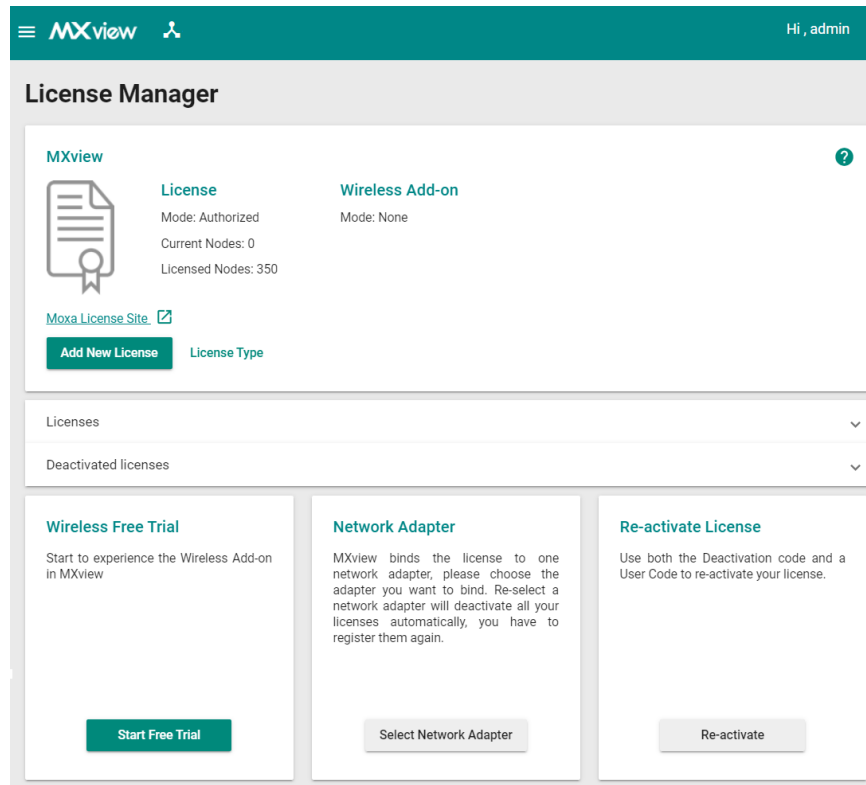 MXview
Hi , admin
License Manager
MXview
?
License
Mode: Authorized
Current Nodes: 0
Licensed Nodes: 350
Wireless Add-on
Mode: None
Moxa License Site
Add New License
License Type
Licenses
Deactivated licenses
Wireless Free Trial
Start to experience the Wireless Add-on
in MXview
Start Free Trial
Network Adapter
MXview binds the license to one
network adapter, please choose the
adapter you want to bind. Re-select a
network adapter will deactivate all your
licenses automatically, you have to
register them again.
Select Network Adapter
Re-activate License
Use both the Deactivation code and a
User Code to re-activate your license.
Re-activate